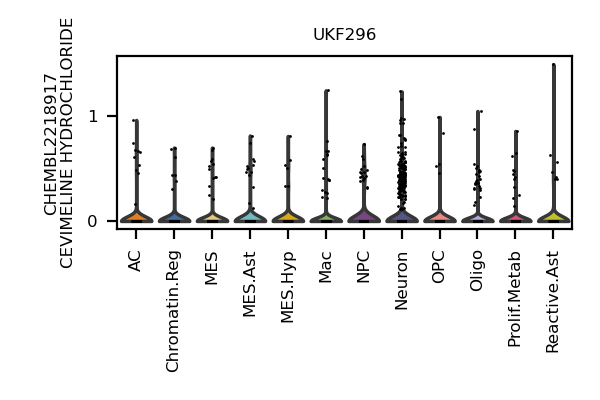 UKF296
CHEMBL2218917
CEVIMELINE HYDROCHLORIDE
1
0
AC
Chromatin.Reg
MES
MES.Ast
MES.Hyp
Mac
NPC
Neuron
OPC
Oligo
Prolif.Metab
Reactive.Ast